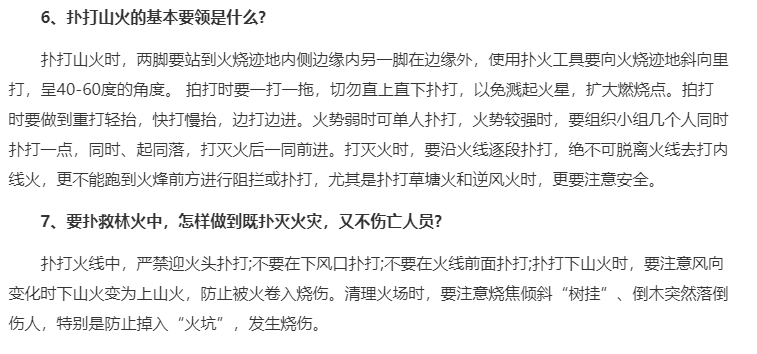 6、扑打山火的基本要领是什么?
扑打山火时，两脚要站到火烧迹地内侧边缘内另一脚在边缘外，使用扑火工具要向火烧迹地斜向里
打，呈40-60度的角度。 拍打时要一打一拖，切勿直上直下扑打，以免溅起火星，扩大燃烧点。拍打
时要做到重打轻抬，快打慢抬，边打边进。火势弱时可单人扑打，火势较强时，要组织小组几个人同时
扑打一点，同时、起同落，打灭火后一同前进。打灭火时，要沿火线逐段扑打，绝不可脱离火线去打内
线火，更不能跑到火烽前方进行阻拦或扑打，尤其是扑打草塘火和逆风火时，更要注意安全。
7、要扑救林火中，怎样做到既扑灭火灾，又不伤亡人员?
扑打火线中，严禁迎火头扑打;不要在下风口扑打;不要在火线前面扑打;扑打下山火时，要注意风向
变化时下山火变为上山火，防止被火卷入烧伤。清理火场时，要注意烧焦倾斜“树挂”、倒木突然落倒
伤人，特别是防止掉入“火坑”，发生烧伤。